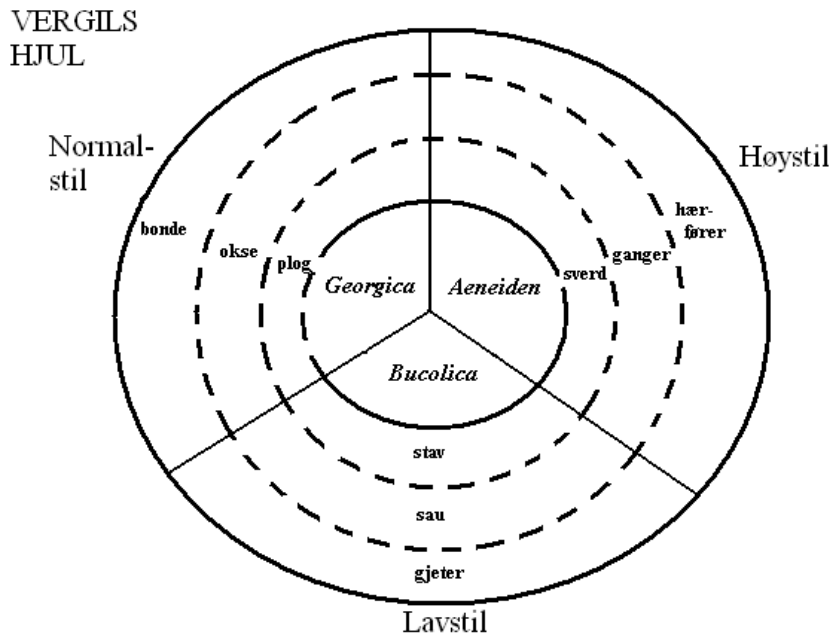 VERGILS
HJUL
Normal-
stil
Høystil
bonde
okse
plog
Georgica
Aeneiden
sverd
ganger
hær-
fører
Bucolica
stav
sau
gjeter
Lavstil